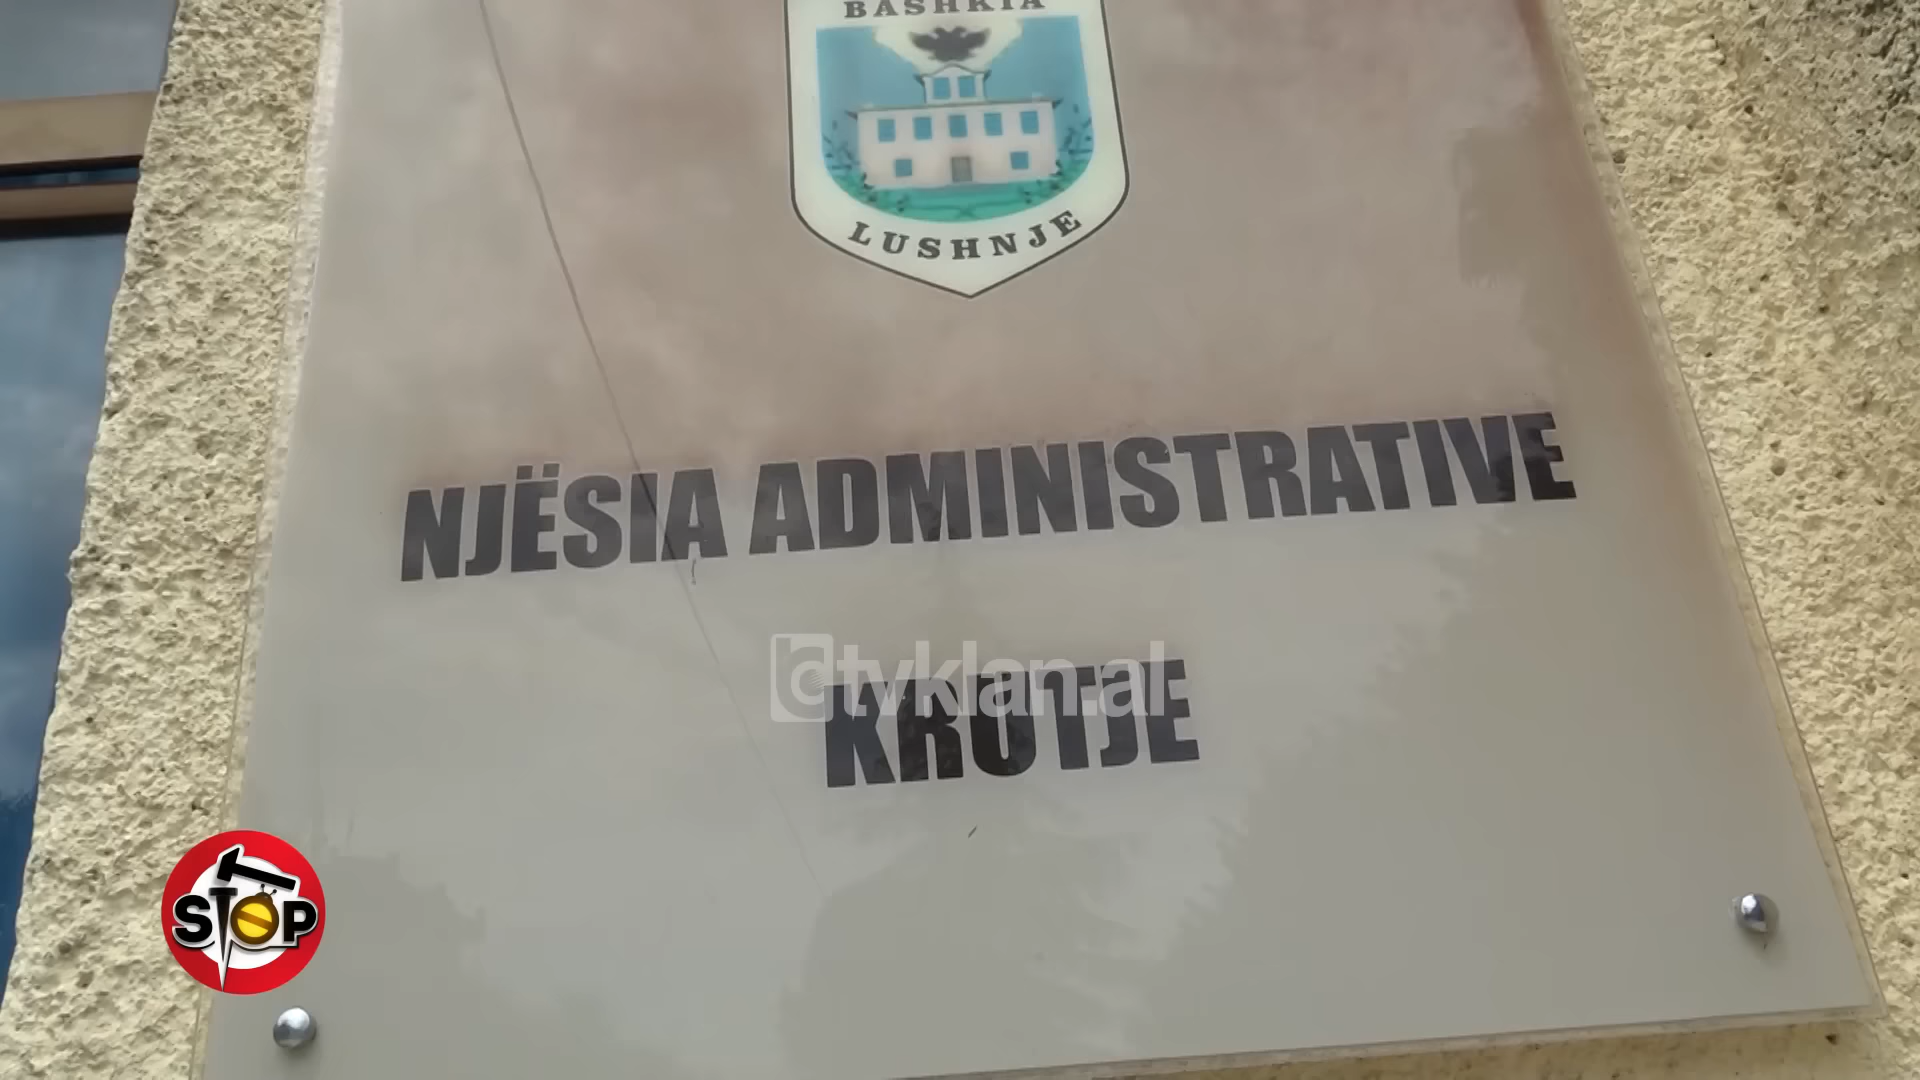 BASHKIA
LUSHNJE
NJËSIA ADMINISTRATIVE
KRUTJE
tvklan.al
STOP